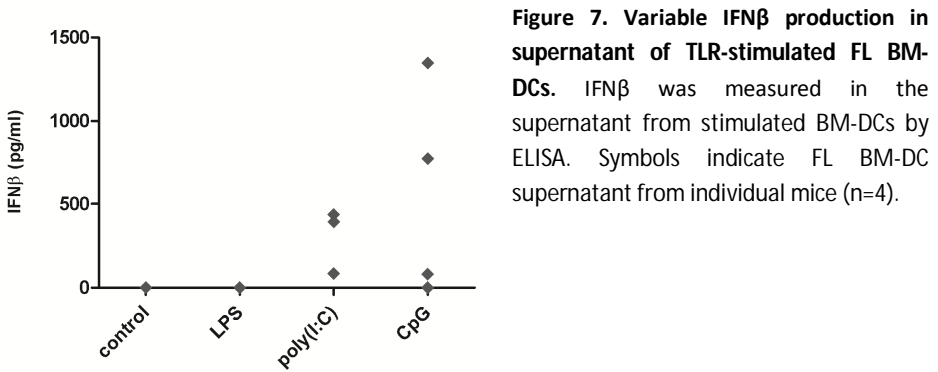 1500
1000
500
0
IFNβ (pg/ml)
control
LPS
poly(I:C)
CpG
Figure 7. Variable IFNβ production in
supernatant of TLR-stimulated FL BM-
DCs. IFNβ was measured in the
supernatant from stimulated BM-DCs by
ELISA. Symbols indicate FL BM-DC
supernatant from individual mice (n=4).